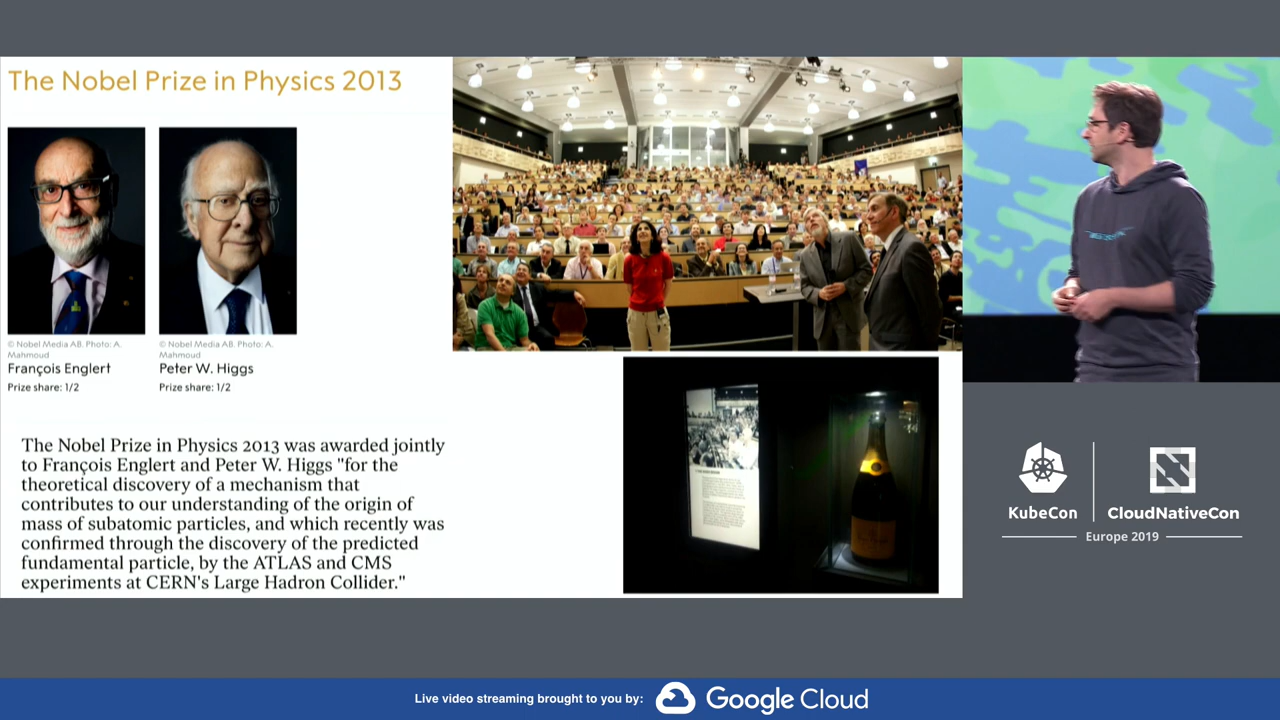 The Nobel Prize in Physics 2013
© Nobel Media AB. Photo: A.
Mahmoud
François Englert
Prize share: 1/2
© Nobel Media AB. Photo: A.
Mahmoud
Peter W. Higgs
Prize share: 1/2
The Nobel Prize in Physics 2013 was awarded jointly
to François Englert and Peter W. Higgs "for the
theoretical discovery of a mechanism that
contributes to our understanding of the origin of
mass of subatomic particles, and which recently was
confirmed through the discovery of the predicted
fundamental particle, by the ATLAS and CMS
experiments at CERN's Large Hadron Collider."
KubeCon
CloudNativeCon
Europe 2019
Live video streaming brought to you by:
Google Cloud